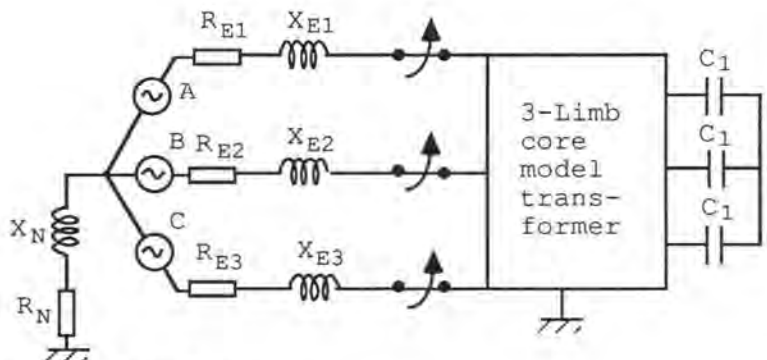 R_E1 X_E1
A
B R_E2 X_E2
C
R_E3 X_E3
X_N
R_N
3-Limb
core
model
trans-
former
C_1
C_1
C_1